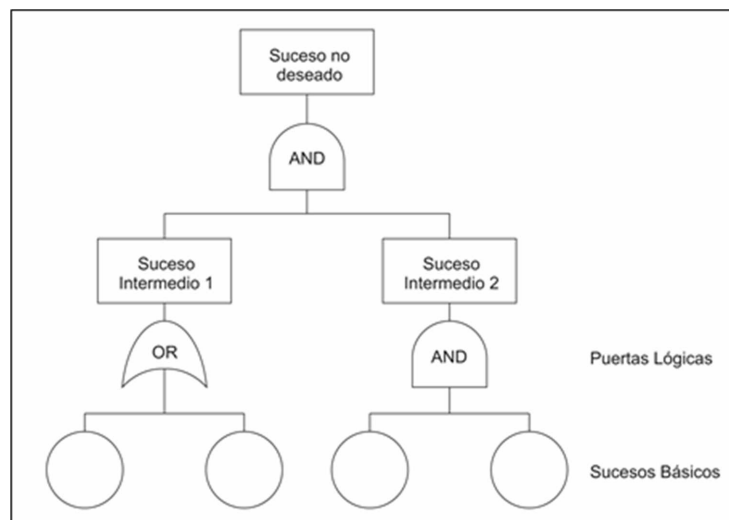 Suceso no
deseado
AND
Suceso
Intermedio 1
Suceso
Intermedio 2
OR
AND
Puertas Lógicas
Sucesos Básicos